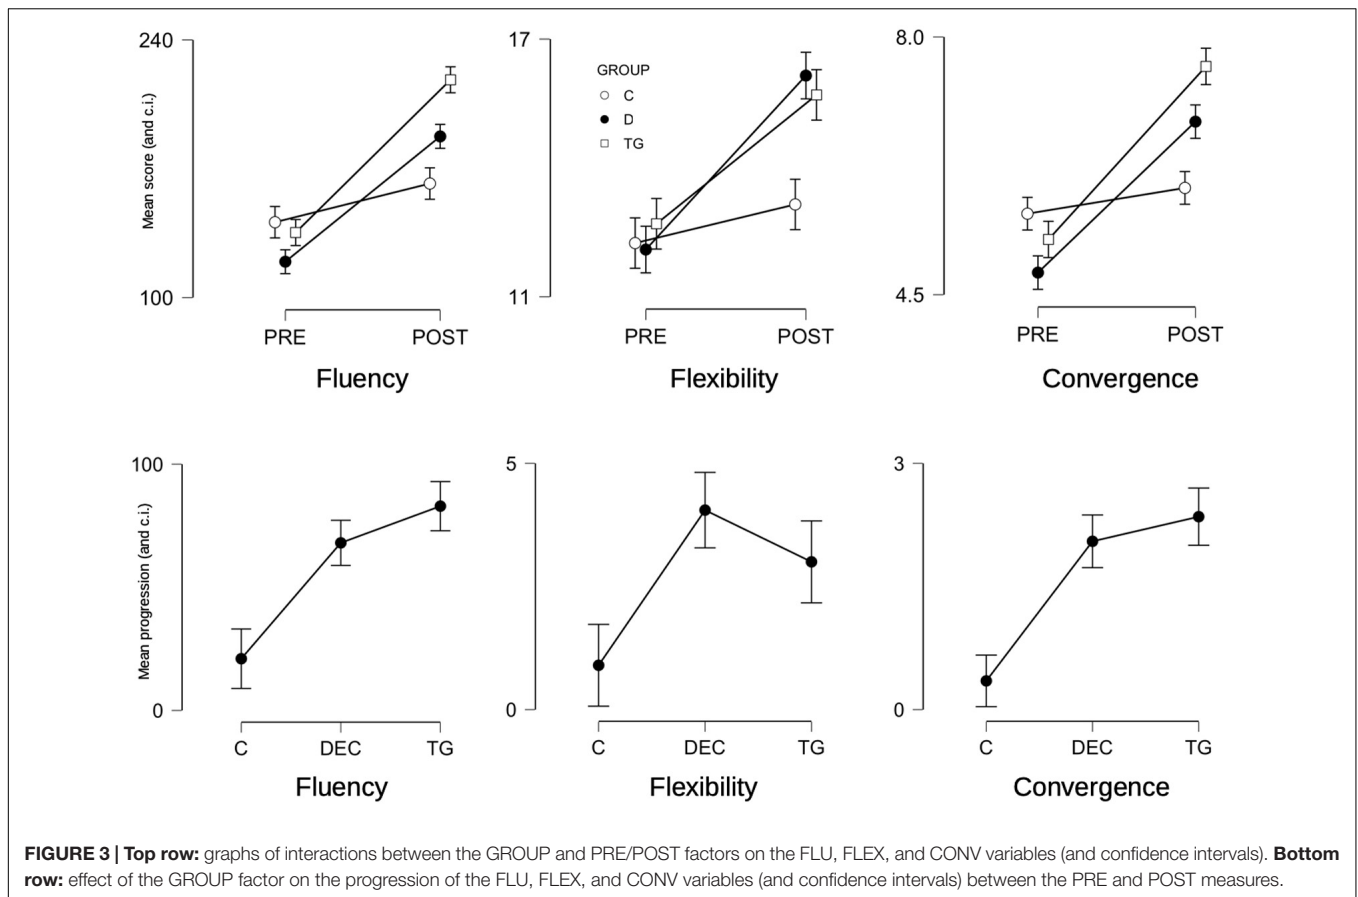 240
17
8.0
GROUP
C
D
TG
Mean score (and c.i.)
100
11
4.5
PRE POST
PRE POST
PRE POST
Fluency
Flexibility
Convergence
100
5
3
Mean progression (and c.i.)
0
0
0
C DEC TG
C DEC TG
C DEC TG
Fluency
Flexibility
Convergence
FIGURE 3 | Top row: graphs of interactions between the GROUP and PRE/POST factors on the FLU, FLEX, and CONV variables (and confidence intervals). Bottom
row: effect of the GROUP factor on the progression of the FLU, FLEX, and CONV variables (and confidence intervals) between the PRE and POST measures.